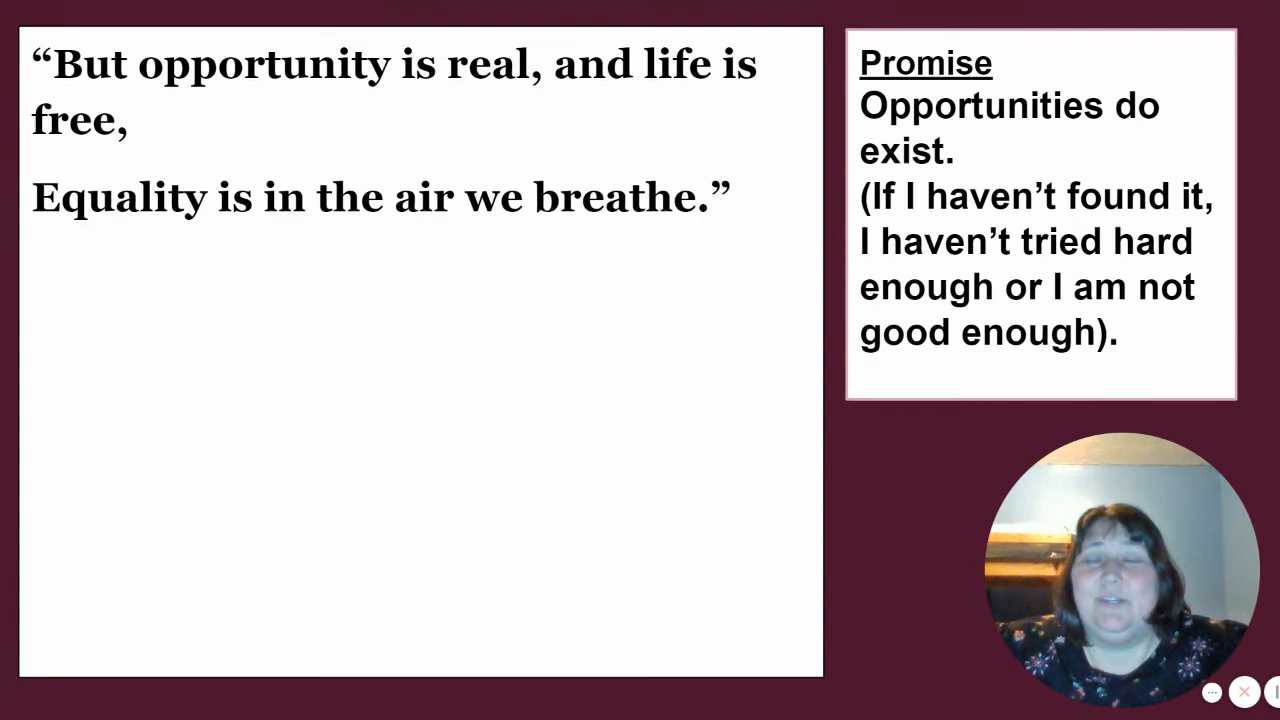 “But opportunity is real, and life is
free,
Equality is in the air we breathe.”
Promise
Opportunities do
exist.
(If I haven’t found it,
I haven’t tried hard
enough or I am not
good enough).